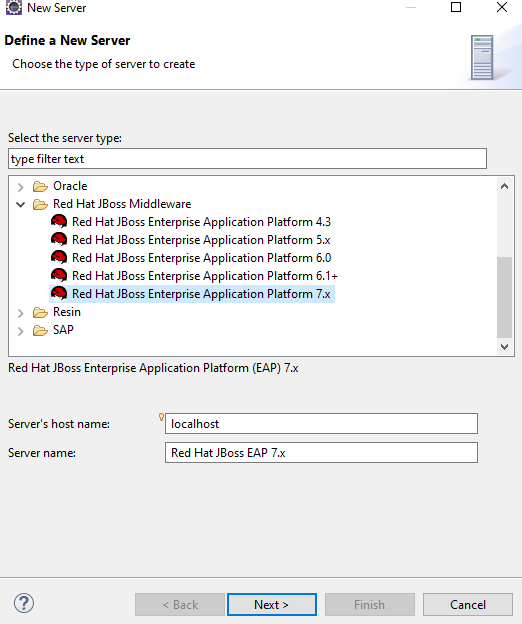 New Server
Define a New Server
Choose the type of server to create
Select the server type:
type filter text
Oracle
Red Hat JBoss Middleware
Red Hat JBoss Enterprise Application Platform 4.3
Red Hat JBoss Enterprise Application Platform 5.x
Red Hat JBoss Enterprise Application Platform 6.0
Red Hat JBoss Enterprise Application Platform 6.1+
Red Hat JBoss Enterprise Application Platform 7.x
Resin
SAP
Red Hat JBoss Enterprise Application Platform (EAP) 7.x
Server's host name: localhost
Server name: Red Hat JBoss EAP 7.x
? < Back Next > Finish Cancel